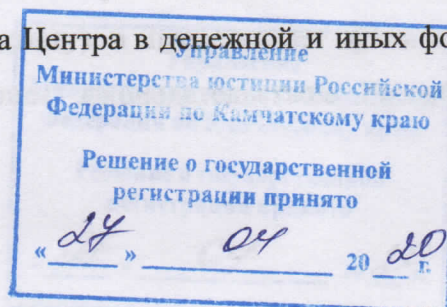 а Центра в денежной и иных фо
Управление
Министерства юстиции Российской
Федерации по Камчатскому краю
Решение о государственной
регистрации принято
« 27 » 04 20 20 г.